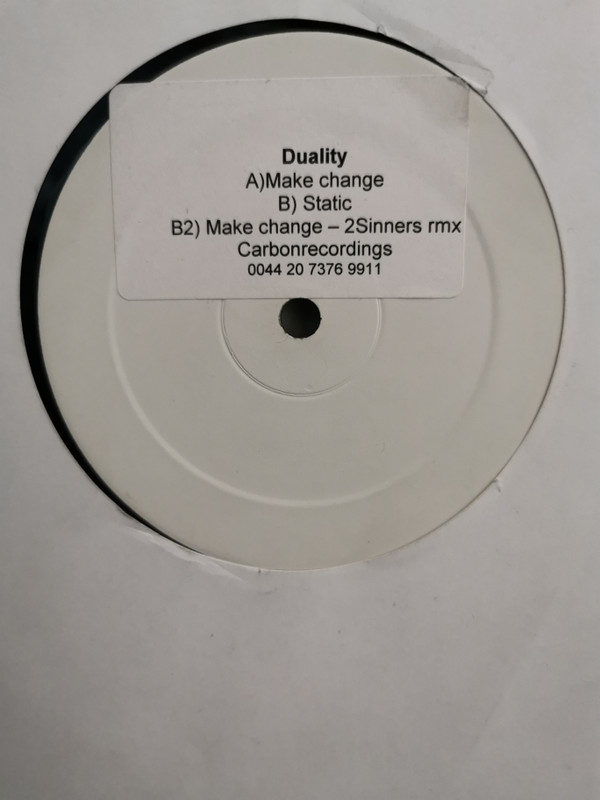 Duality
A)Make change
B) Static
B2) Make change – 2Sinners rmx
Carbonrecordings
0044 20 7376 9911